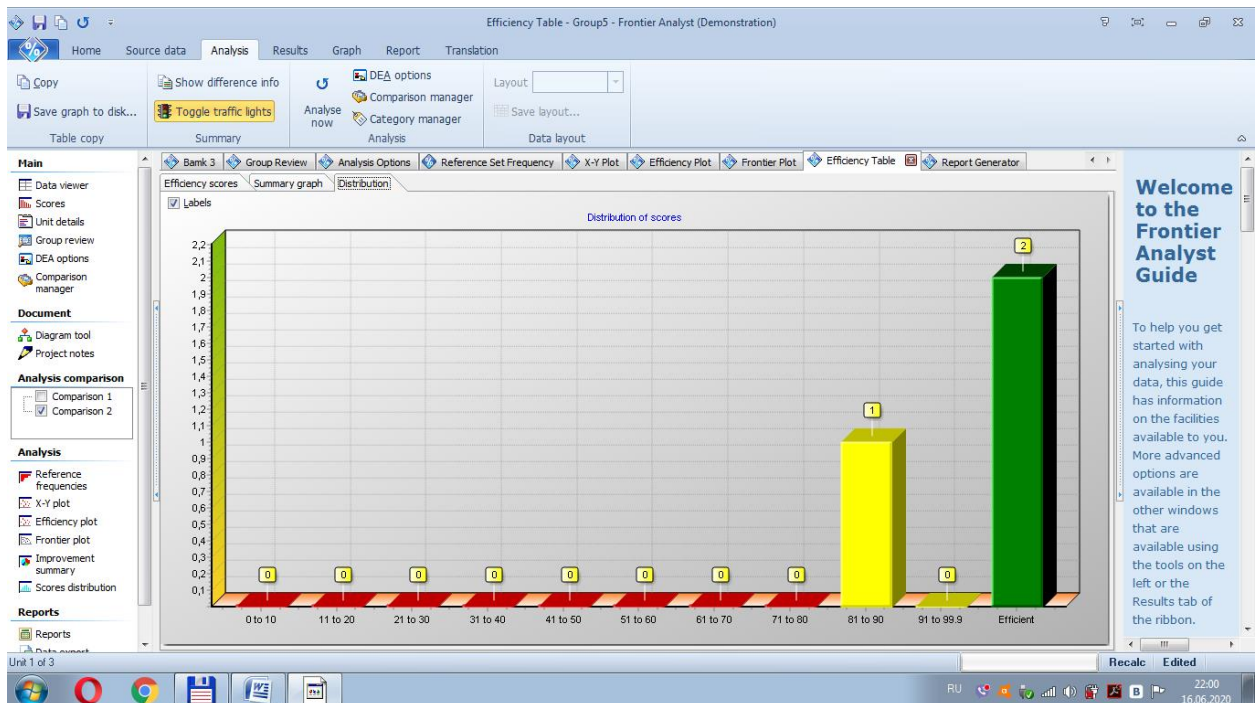 Efficiency Table - Group5 - Frontier Analyst (Demonstration)
Home Source data Analysis Results Graph Report Translation
Copy
Save graph to disk...
Table copy
Show difference info
Toggle traffic lights
Summary
Analyse now
DEA options
Comparison manager
Category manager
Analysis
Layout
Save layout...
Data layout
Main
Data viewer
Scores
Unit details
Group review
DEA options
Comparison
manager
Document
Diagram tool
Project notes
Analysis comparison
Comparison 1
Comparison 2
Analysis
Reference
frequencies
X-Y plot
Efficiency plot
Frontier plot
Improvement
summary
Scores distribution
Reports
Reports
Data export
Bamk 3 Group Review Analysis Options Reference Set Frequency X-Y Plot Efficiency Plot Frontier Plot Efficiency Table Report Generator
Efficiency scores Summary graph Distribution
Labels
Distribution of scores
2,2
2,1
2
1,9
1,8
1,7
1,6
1,5
1,4
1,3
1,2
1,1
1
0,9
0,8
0,7
0,6
0,5
0,4
0,3
0,2
0,1
0 0 0 0 0 0 0 0 1 0 2
0 to 10 11 to 20 21 to 30 31 to 40 41 to 50 51 to 60 61 to 70 71 to 80 81 to 90 91 to 99.9 Efficient
Welcome
to the
Frontier
Analyst
Guide
To help you get
started with
analysing your
data, this guide
has information
on the facilities
available to you.
More advanced
options are
available in the
other windows
that are
available using
the tools on the
left or the
Results tab of
the ribbon.
Unit 1 of 3
Recalc Edited
RU
22:00
16.06.2020